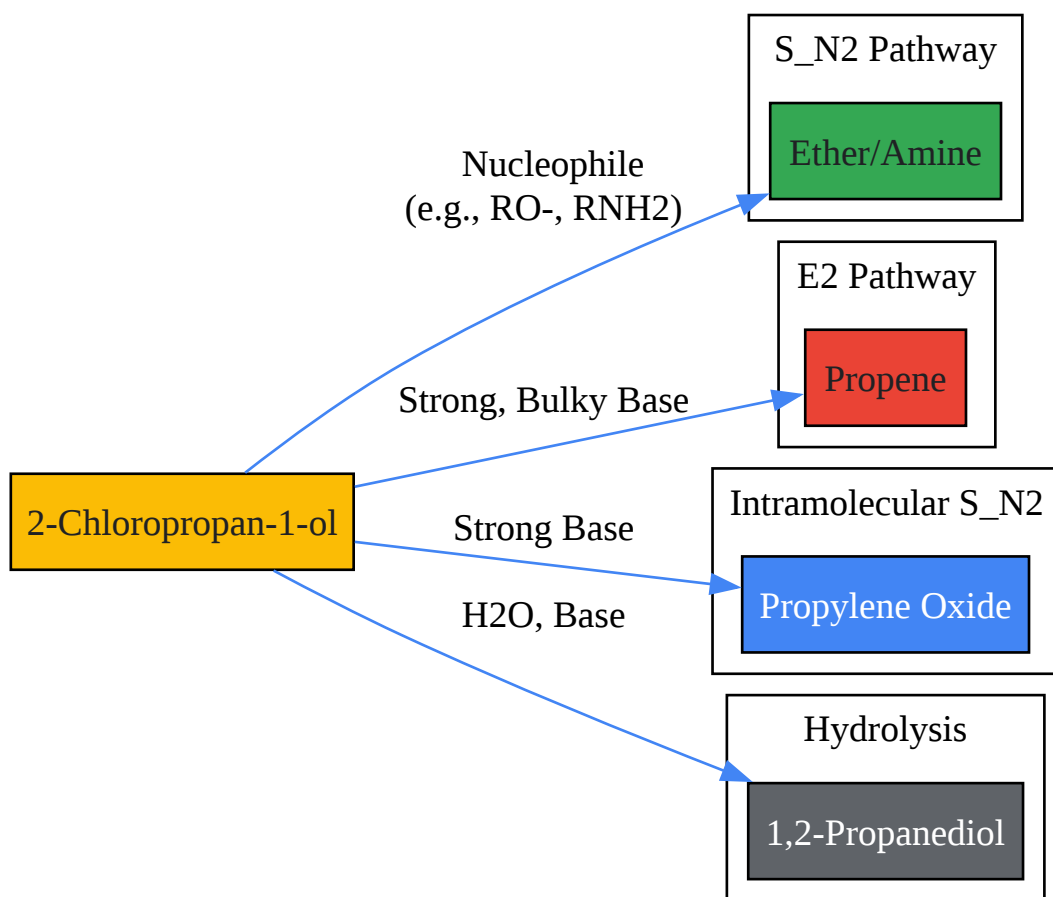 S_N2 Pathway
Ether/Amine
Nucleophile
(e.g., RO-, RNH2)
E2 Pathway
Propene
Strong, Bulky Base
2-Chloropropan-1-ol
Intramolecular S_N2
Strong Base
Propylene Oxide
H2O, Base
Hydrolysis
1,2-Propanediol